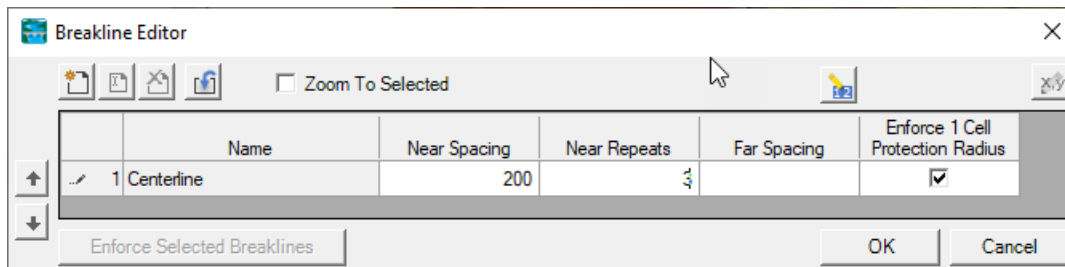 Breakline Editor
Zoom To Selected
Name Near Spacing Near Repeats Far Spacing Enforce 1 Cell
Protection Radius
1 Centerline 200 3
Enforce Selected Breaklines OK Cancel